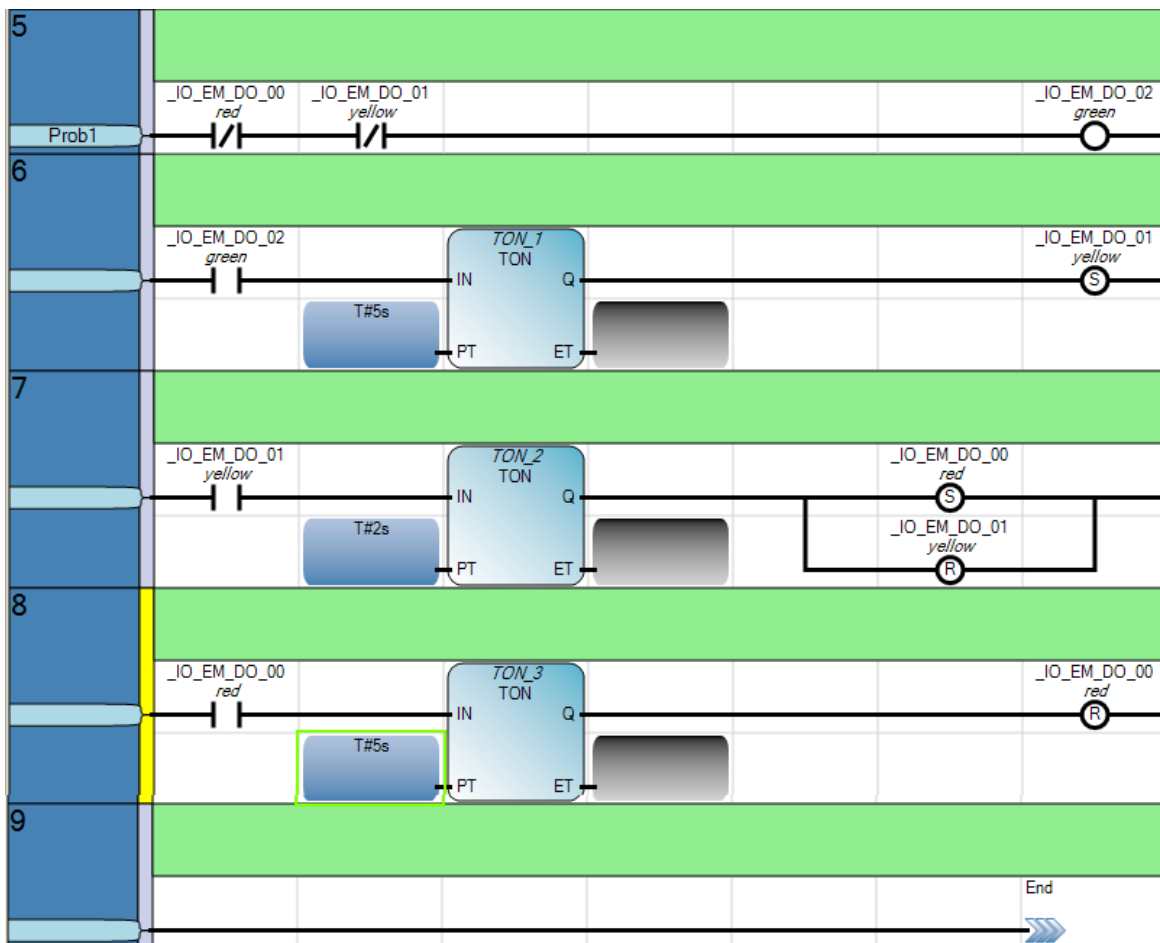 5
_IO_EM_DO_00 _IO_EM_DO_01 _IO_EM_DO_02
red yellow green
Prob1
6
_IO_EM_DO_02 TON_1 _IO_EM_DO_01
green TON yellow
IN Q S
T#5s
PT ET
7
_IO_EM_DO_01 TON_2 _IO_EM_DO_00
yellow TON red
IN Q S
T#2s _IO_EM_DO_01
yellow
PT ET R
8
_IO_EM_DO_00 TON_3 _IO_EM_DO_00
red TON red
IN Q R
T#5s
PT ET
9
End